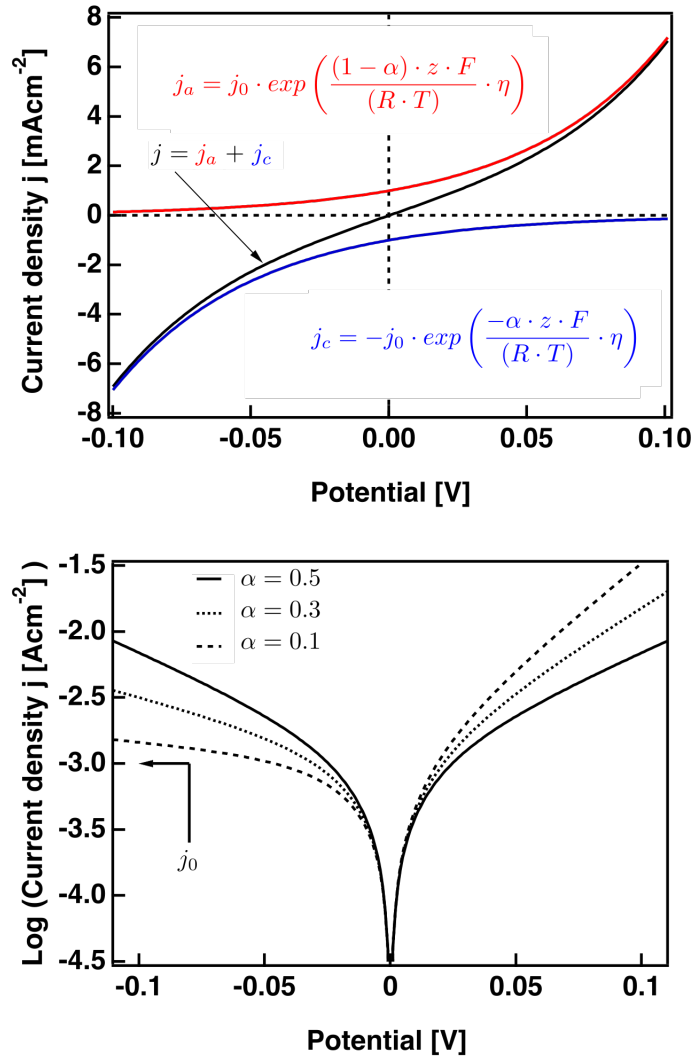 8
6
4
2
0
-2
-4
-6
-8
Current density j [mAcm⁻²]
j_a = j_0 · exp ( (1 − α) · z · F / (R · T) · η )
j = j_a + j_c
j_c = −j_0 · exp ( −α · z · F / (R · T) · η )
-0.10 -0.05 0.00 0.05 0.10
Potential [V]
-1.5
-2.0
-2.5
-3.0
-3.5
-4.0
-4.5
Log (Current density j [Acm⁻²] )
α = 0.5
α = 0.3
α = 0.1
j_0
-0.1 -0.05 0 0.05 0.1
Potential [V]